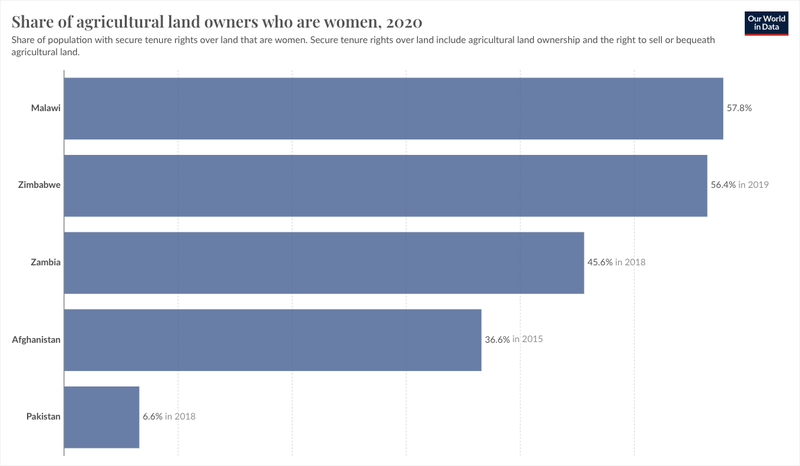 Share of agricultural land owners who are women, 2020
Our World
in Data
Share of population with secure tenure rights over land that are women. Secure tenure rights over land include agricultural land ownership and the right to sell or bequeath
agricultural land.
Malawi 57.8%
Zimbabwe 56.4% in 2019
Zambia 45.6% in 2018
Afghanistan 36.6% in 2015
Pakistan 6.6% in 2018